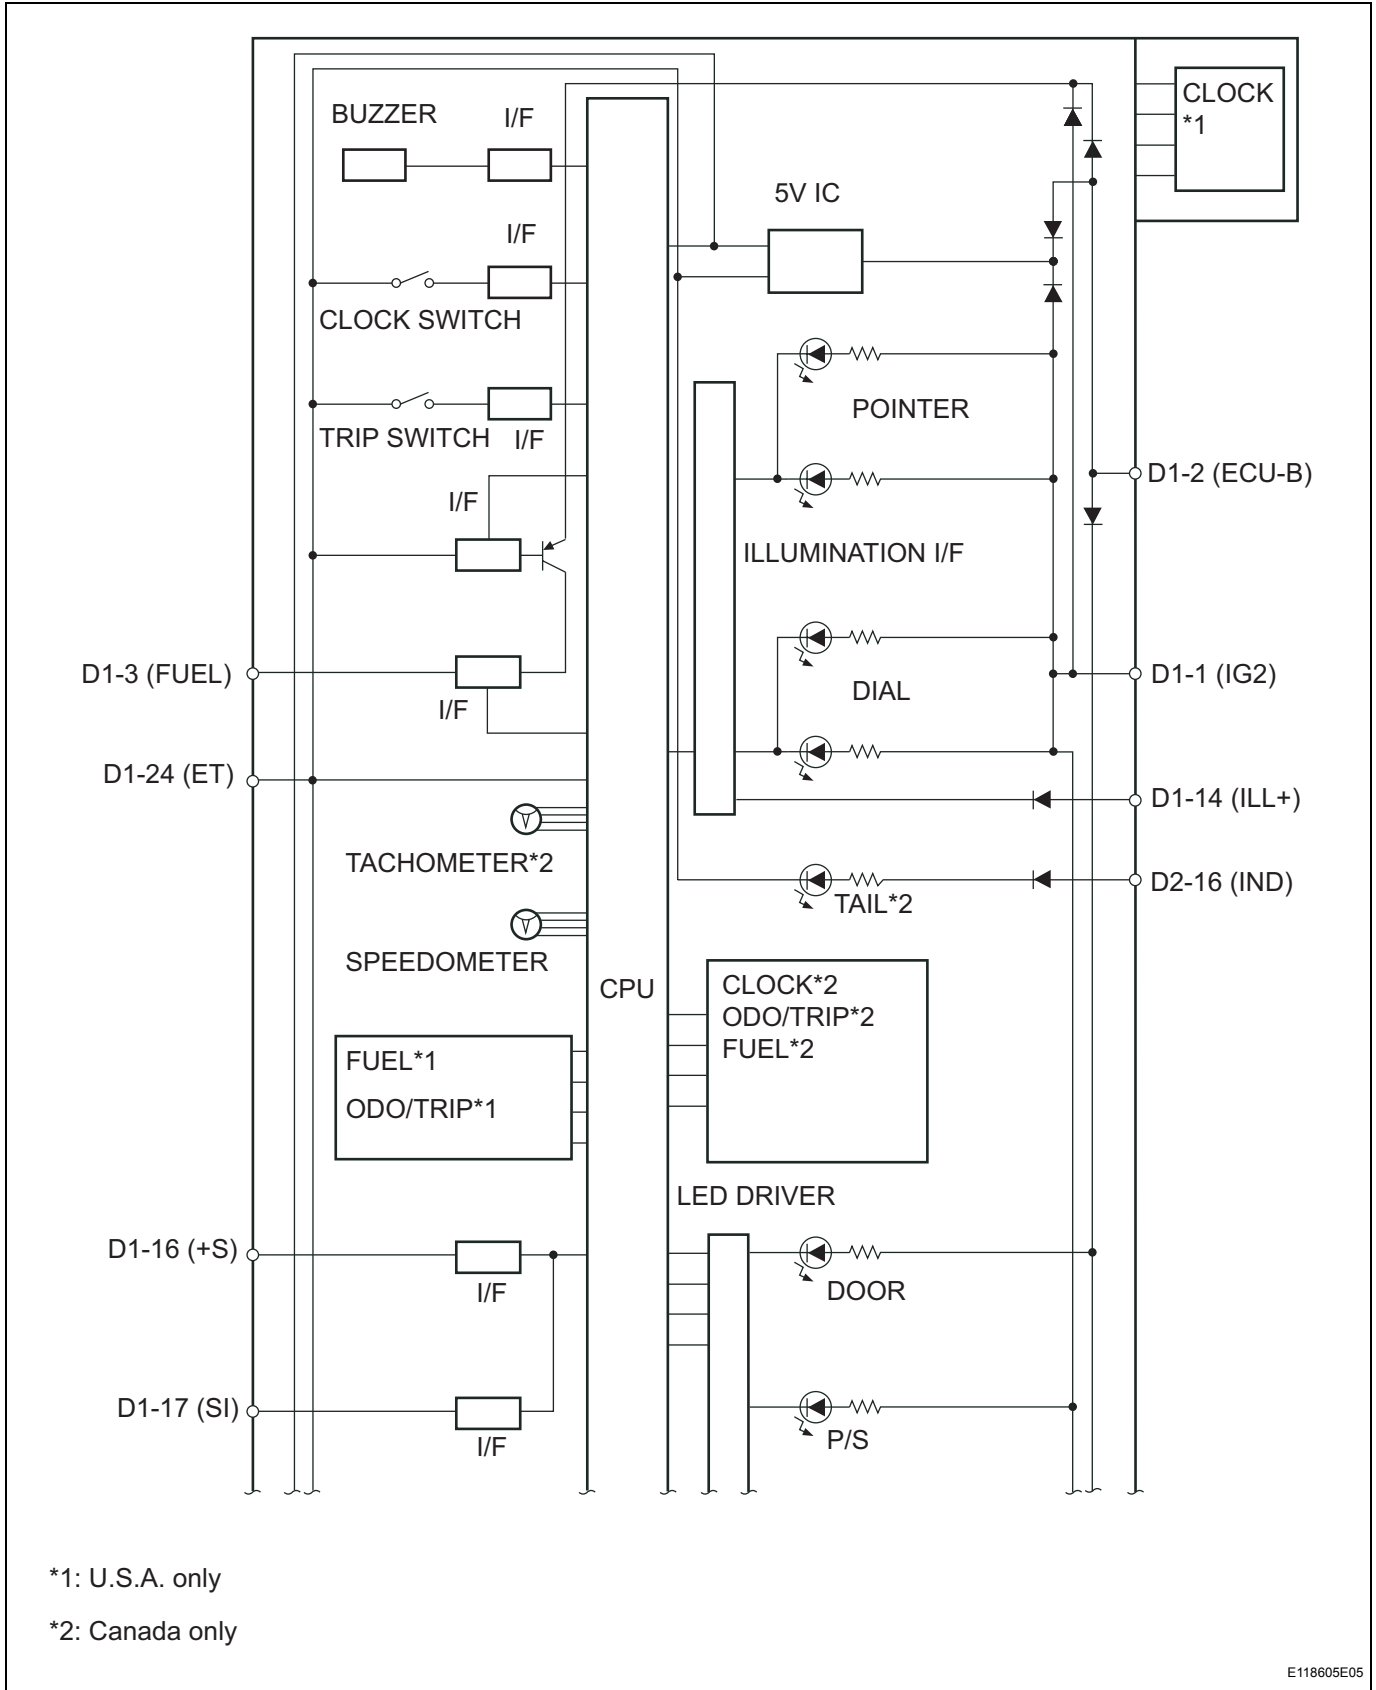 BUZZER
I/F
CLOCK
*1
5V IC
I/F
CLOCK SWITCH
POINTER
TRIP SWITCH
I/F
D1-2 (ECU-B)
I/F
ILLUMINATION I/F
D1-3 (FUEL)
D1-1 (IG2)
DIAL
I/F
D1-24 (ET)
D1-14 (ILL+)
TACHOMETER*2
D2-16 (IND)
TAIL*2
SPEEDOMETER
CPU
CLOCK*2
ODO/TRIP*2
FUEL*2
FUEL*1
ODO/TRIP*1
LED DRIVER
D1-16 (+S)
I/F
DOOR
D1-17 (SI)
I/F
P/S
*1: U.S.A. only
*2: Canada only
E118605E05